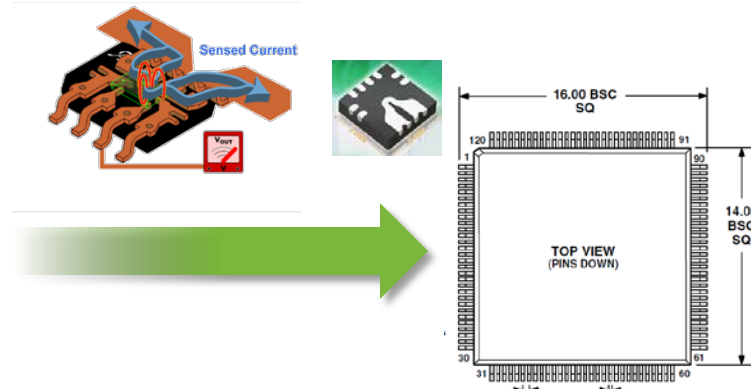 Sensed Current
VOUT
V
16.00 BSC
SQ
120
91
1
90
14.0
BSC
SQ
TOP VIEW
(PINS DOWN)
30
61
31
60